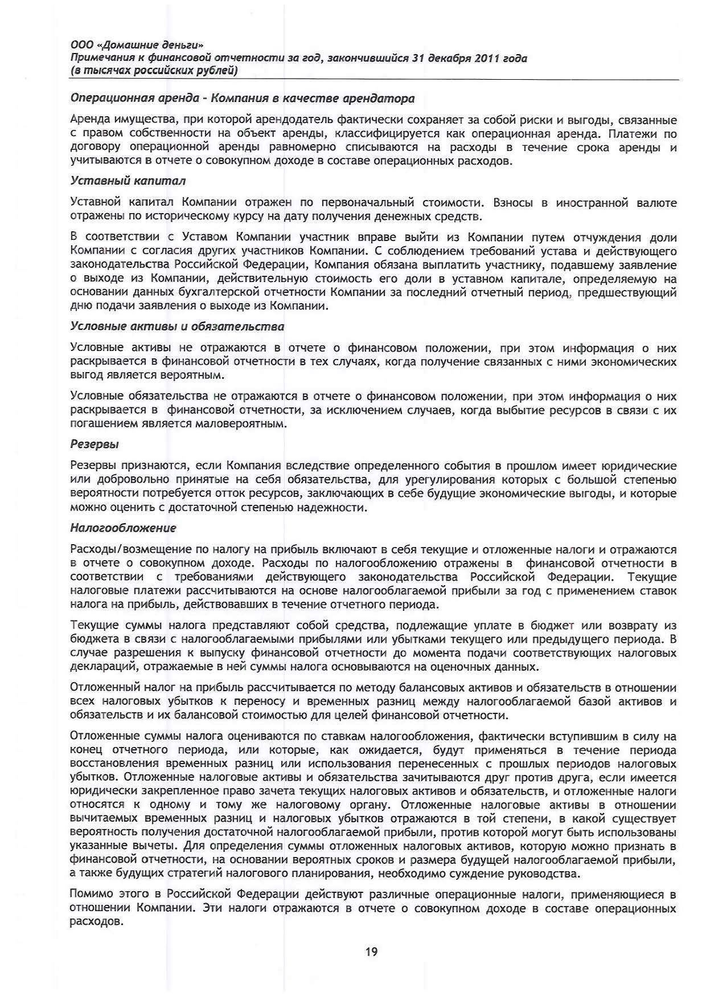 ООО «Домашние деньги»
Примечания к финансовой отчетности за год, закончившийся 31 декабря 2011 года
(в тысячах российских рублей)
Операционная аренда - Компания в качестве арендатора
Аренда имущества, при которой арендодатель фактически сохраняет за собой риски и выгоды, связанные
с правом собственности на объект аренды, классифицируется как операционная аренда. Платежи по
договору операционной аренды равномерно списываются на расходы в течение срока аренды и
учитываются в отчете о совокупном доходе в составе операционных расходов.
Уставный капитал
Уставной капитал Компании отражен по первоначальный стоимости. Взносы в иностранной валюте
отражены по историческому курсу на дату получения денежных средств.
В соответствии с Уставом Компании участник вправе выйти из Компании путем отчуждения доли
Компании с согласия других участников Компании. С соблюдением требований устава и действующего
законодательства Российской Федерации, Компания обязана выплатить участнику, подавшему заявление
о выходе из Компании, действительную стоимость его доли в уставном капитале, определяемую на
основании данных бухгалтерской отчетности Компании за последний отчетный период, предшествующий
дню подачи заявления о выходе из Компании.
Условные активы и обязательства
Условные активы не отражаются в отчете о финансовом положении, при этом информация о них
раскрывается в финансовой отчетности в тех случаях, когда получение связанных с ними экономических
выгод является вероятным.
Условные обязательства не отражаются в отчете о финансовом положении, при этом информация о них
раскрывается в финансовой отчетности, за исключением случаев, когда выбытие ресурсов в связи с их
погашением является маловероятным.
Резервы
Резервы признаются, если Компания вследствие определенного события в прошлом имеет юридические
или добровольно принятые на себя обязательства, для урегулирования которых с большой степенью
вероятности потребуется отток ресурсов, заключающих в себе будущие экономические выгоды, и которые
можно оценить с достаточной степенью надежности.
Налогообложение
Расходы/возмещение по налогу на прибыль включают в себя текущие и отложенные налоги и отражаются
в отчете о совокупном доходе. Расходы по налогообложению отражены в финансовой отчетности в
соответствии с требованиями действующего законодательства Российской Федерации. Текущие
налоговые платежи рассчитываются на основе налогооблагаемой прибыли за год с применением ставок
налога на прибыль, действовавших в течение отчетного периода.
Текущие суммы налога представляют собой средства, подлежащие уплате в бюджет или возврату из
бюджета в связи с налогооблагаемыми прибылями или убытками текущего или предыдущего периода. В
случае разрешения к выпуску финансовой отчетности до момента подачи соответствующих налоговых
деклараций, отражаемые в ней суммы налога основываются на оценочных данных.
Отложенный налог на прибыль рассчитывается по методу балансовых активов и обязательств в отношении
всех налоговых убытков к переносу и временных разниц между налогооблагаемой базой активов и
обязательств и их балансовой стоимостью для целей финансовой отчетности.
Отложенные суммы налога оцениваются по ставкам налогообложения, фактически вступившим в силу на
конец отчетного периода, или которые, как ожидается, будут применяться в течение периода
восстановления временных разниц или использования перенесенных с прошлых периодов налоговых
убытков. Отложенные налоговые активы и обязательства зачитываются друг против друга, если имеется
юридически закрепленное право зачета текущих налоговых активов и обязательств, и отложенные налоги
относятся к одному и тому же налоговому органу. Отложенные налоговые активы в отношении
вычитаемых временных разниц и налоговых убытков отражаются в той степени, в какой существует
вероятность получения достаточной налогооблагаемой прибыли, против которой могут быть использованы
указанные вычеты. Для определения суммы отложенных налоговых активов, которую можно признать в
финансовой отчетности, на основании вероятных сроков и размера будущей налогооблагаемой прибыли,
а также будущих стратегий налогового планирования, необходимо суждение руководства.
Помимо этого в Российской Федерации действуют различные операционные налоги, применяющиеся в
отношении Компании. Эти налоги отражаются в отчете о совокупном доходе в составе операционных
расходов.
19